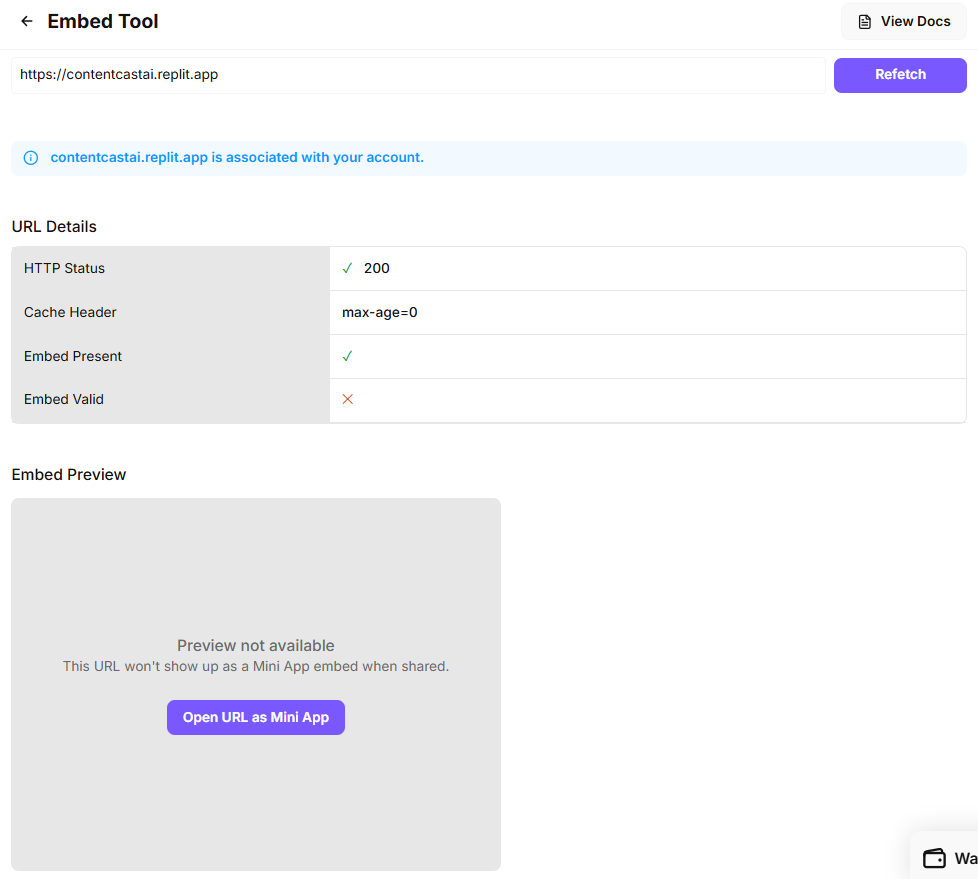 Embed Tool
View Docs
https://contentcastai.replit.app
Refetch
contentcastai.replit.app is associated with your account.
URL Details
HTTP Status
200
Cache Header
max-age=0
Embed Present
Embed Valid
Embed Preview
Preview not available
This URL won't show up as a Mini App embed when shared.
Open URL as Mini App
Wa